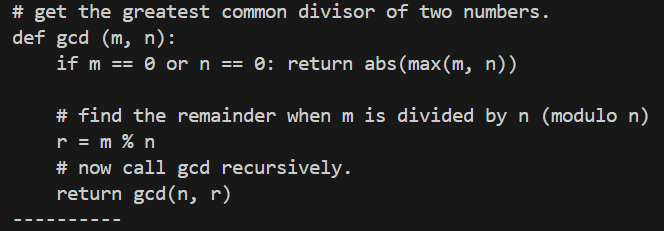 # get the greatest common divisor of two numbers.
def gcd (m, n):
    if m == 0 or n == 0: return abs(max(m, n))

    # find the remainder when m is divided by n (modulo n)
    r = m % n
    # now call gcd recursively.
    return gcd(n, r)
----------